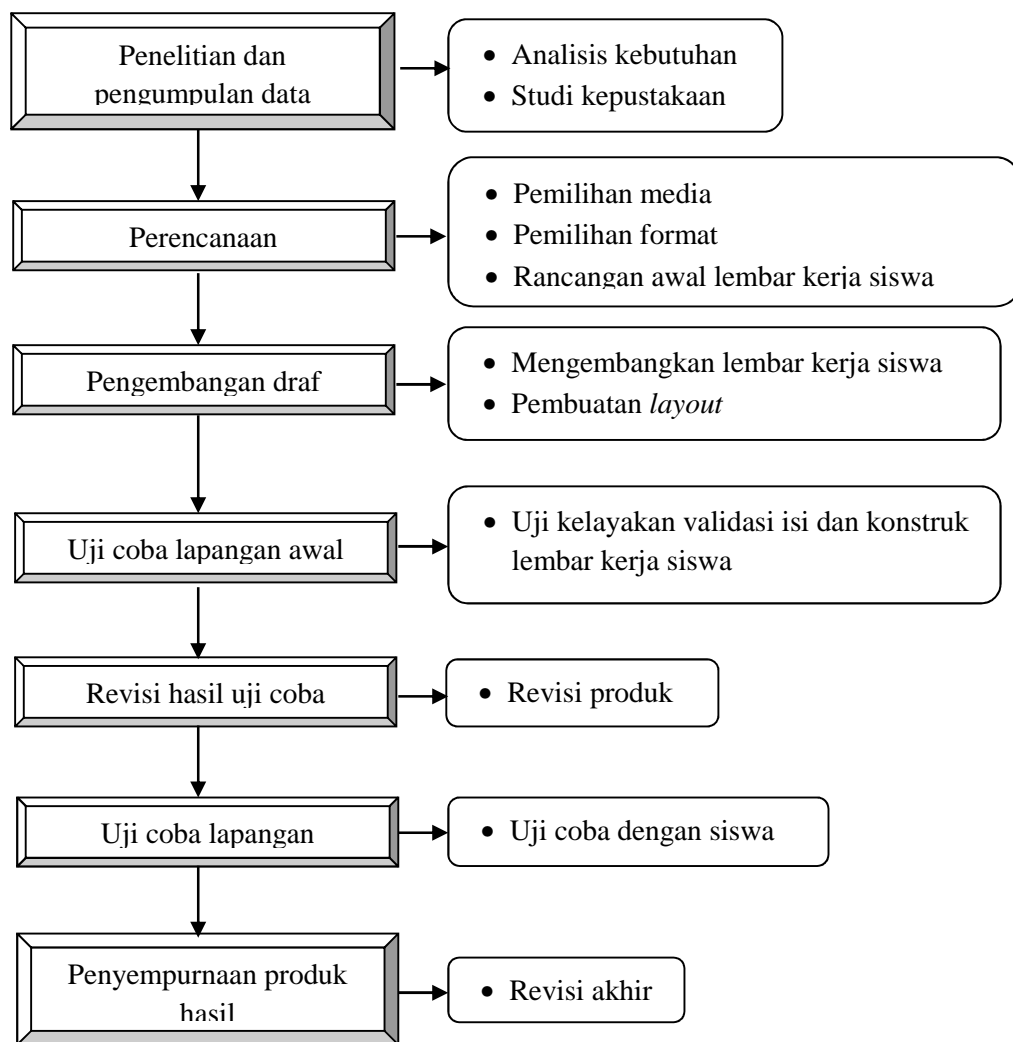 Penelitian dan
pengumpulan data
• Analisis kebutuhan
• Studi kepustakaan
Perencanaan
• Pemilihan media
• Pemilihan format
• Rancangan awal lembar kerja siswa
Pengembangan draf
• Mengembangkan lembar kerja siswa
• Pembuatan layout
Uji coba lapangan awal
• Uji kelayakan validasi isi dan konstruk
lembar kerja siswa
Revisi hasil uji coba
• Revisi produk
Uji coba lapangan
• Uji coba dengan siswa
Penyempurnaan produk
hasil
• Revisi akhir